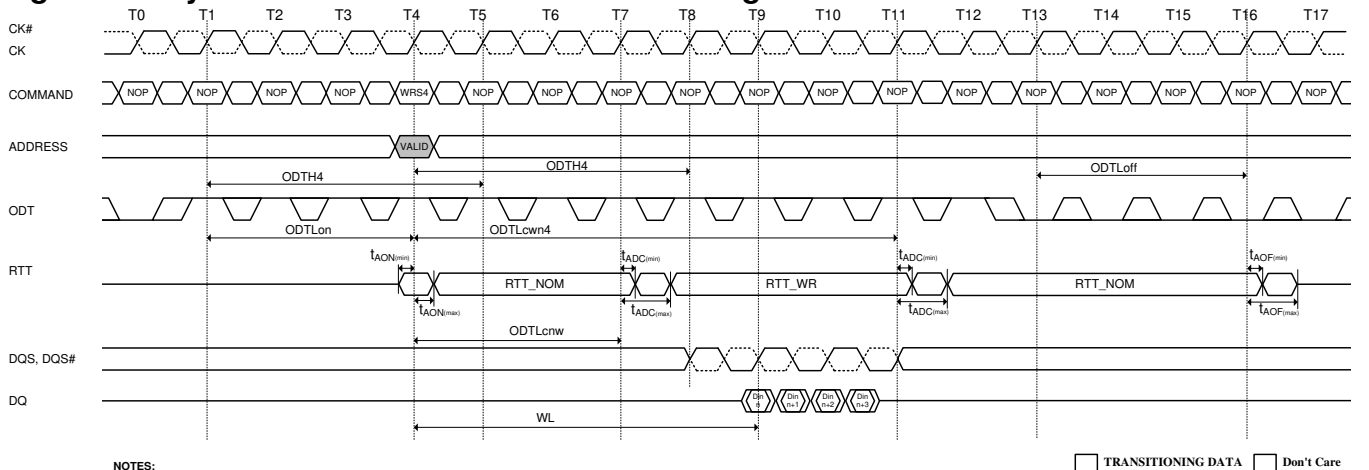 T0 T1 T2 T3 T4 T5 T6 T7 T8 T9 T10 T11 T12 T13 T14 T15 T16 T17
CK#
CK
COMMAND NOP NOP NOP NOP WRS4 NOP NOP NOP NOP NOP NOP NOP NOP NOP NOP NOP NOP NOP
ADDRESS VALID
ODTH4 ODTH4 ODTLoff
ODT
ODTLon ODTLcwn4
tAON(min) tADC(min) tADC(min) tAOF(min)
RTT RTT_NOM RTT_WR RTT_NOM
tAON(max) tADC(max) tADC(max) tAOF(max)
ODTLcnw
DQS, DQS#
DQ Din n Din n+1 Din n+2 Din n+3
WL
NOTES: TRANSITIONING DATA Don't Care